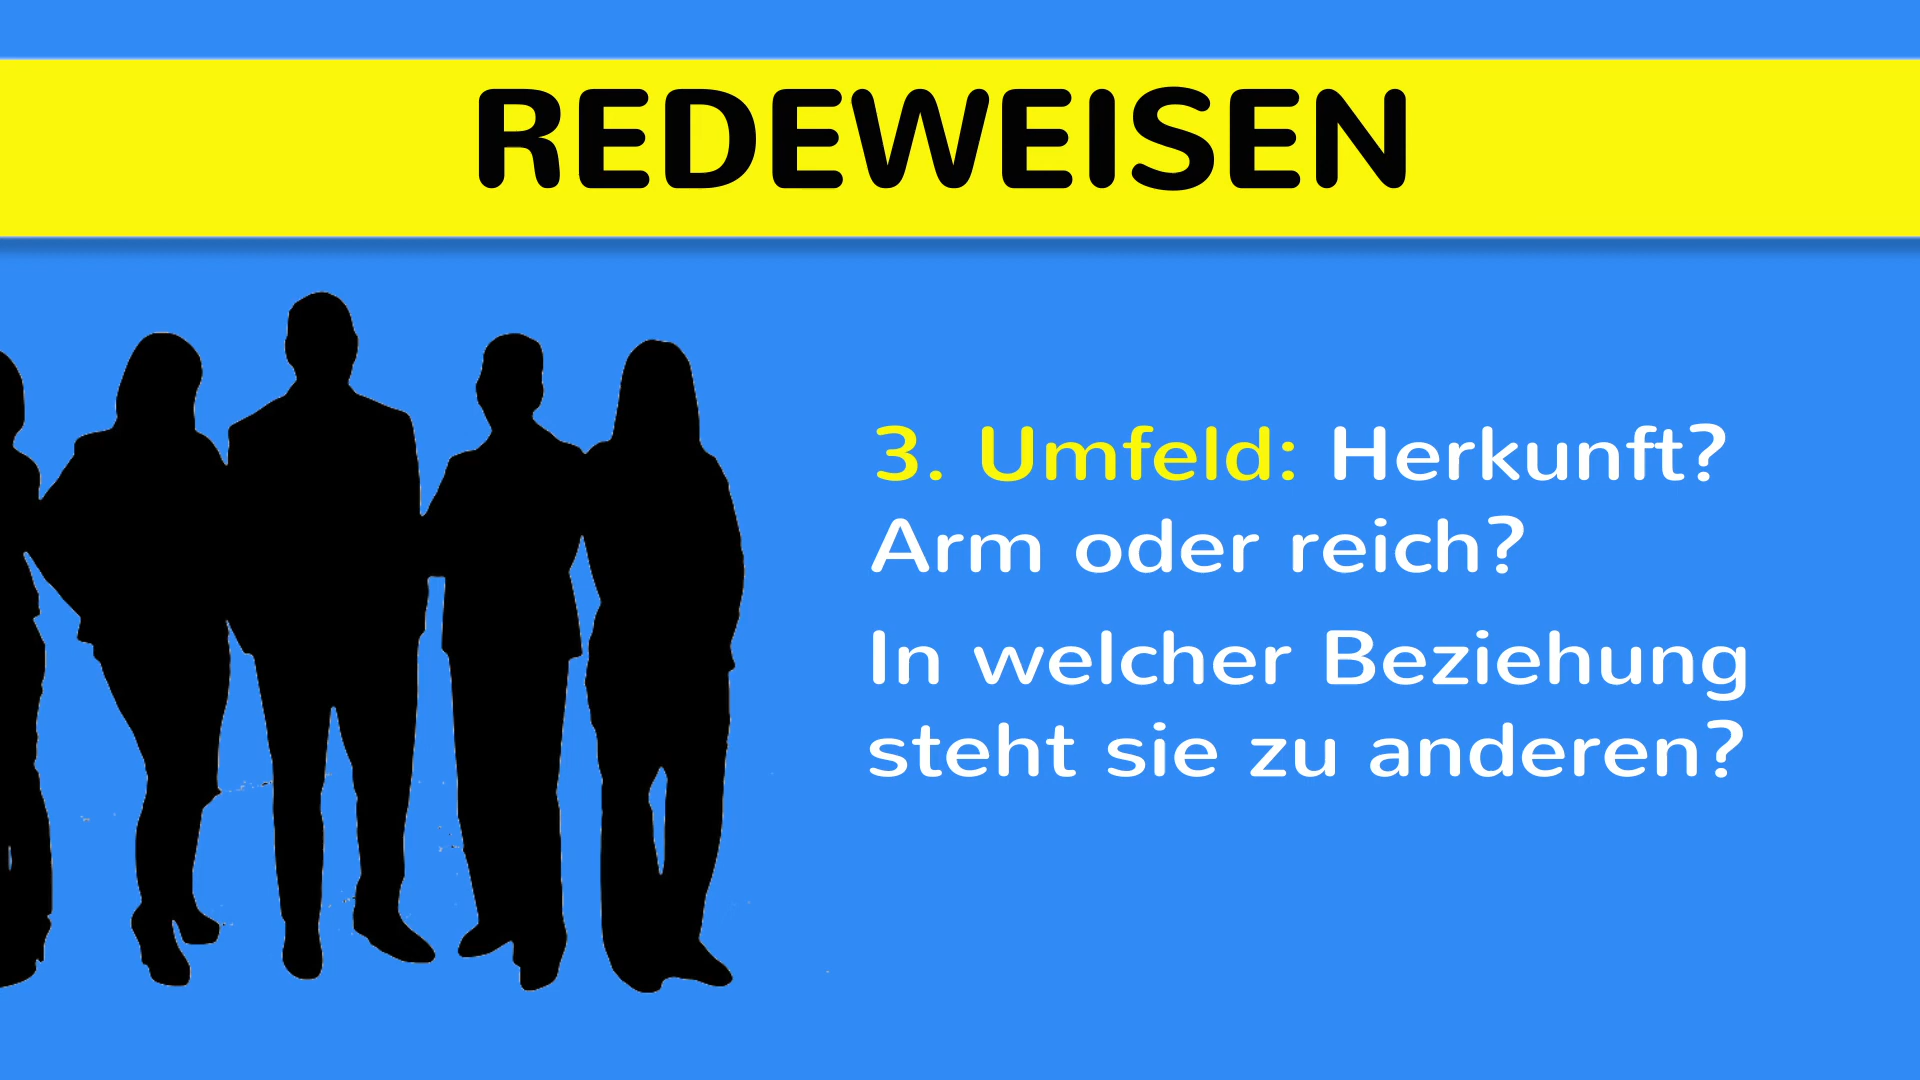 REDEWEISEN
3. Umfeld: Herkunft?
Arm oder reich?
In welcher Beziehung
steht sie zu anderen?